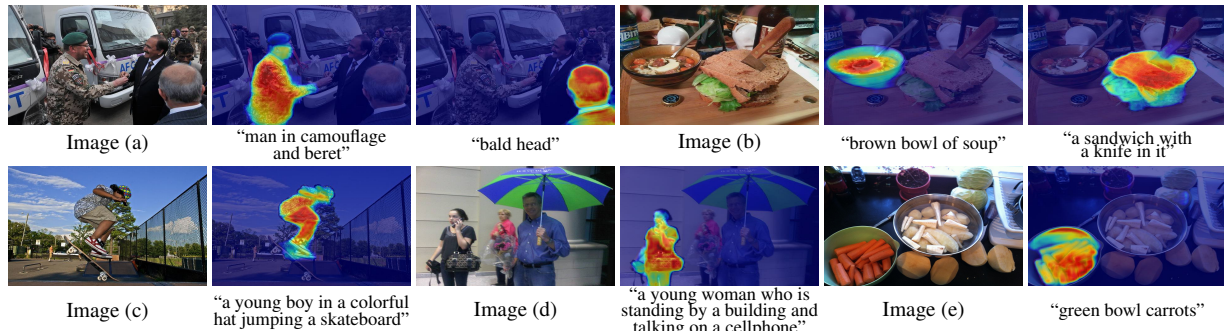 Image (a)
"man in camouflage
and beret"
"bald head"
Image (b)
"brown bowl of soup"
"a sandwich with
a knife in it"
Image (c)
"a young boy in a colorful
hat jumping a skateboard"
Image (d)
"a young woman who is
standing by a building and
talking on a cellphone"
Image (e)
"green bowl carrots"